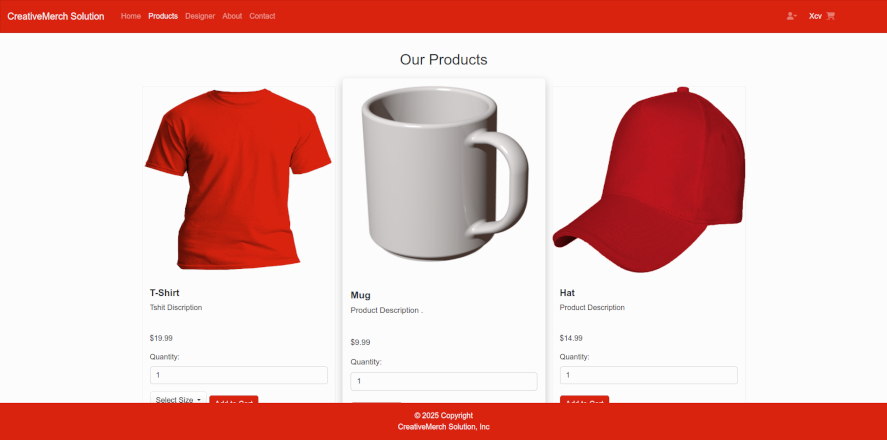 CreativeMerch Solution Home Products Designer About Contact Xcv
Our Products
T-Shirt
Tshit Discription
$19.99
Quantity:
1
Select Size Add to Cart
Mug
Product Description .
$9.99
Quantity:
1
Hat
Product Description
$14.99
Quantity:
1
Add to Cart
© 2025 Copyright
CreativeMerch Solution, Inc